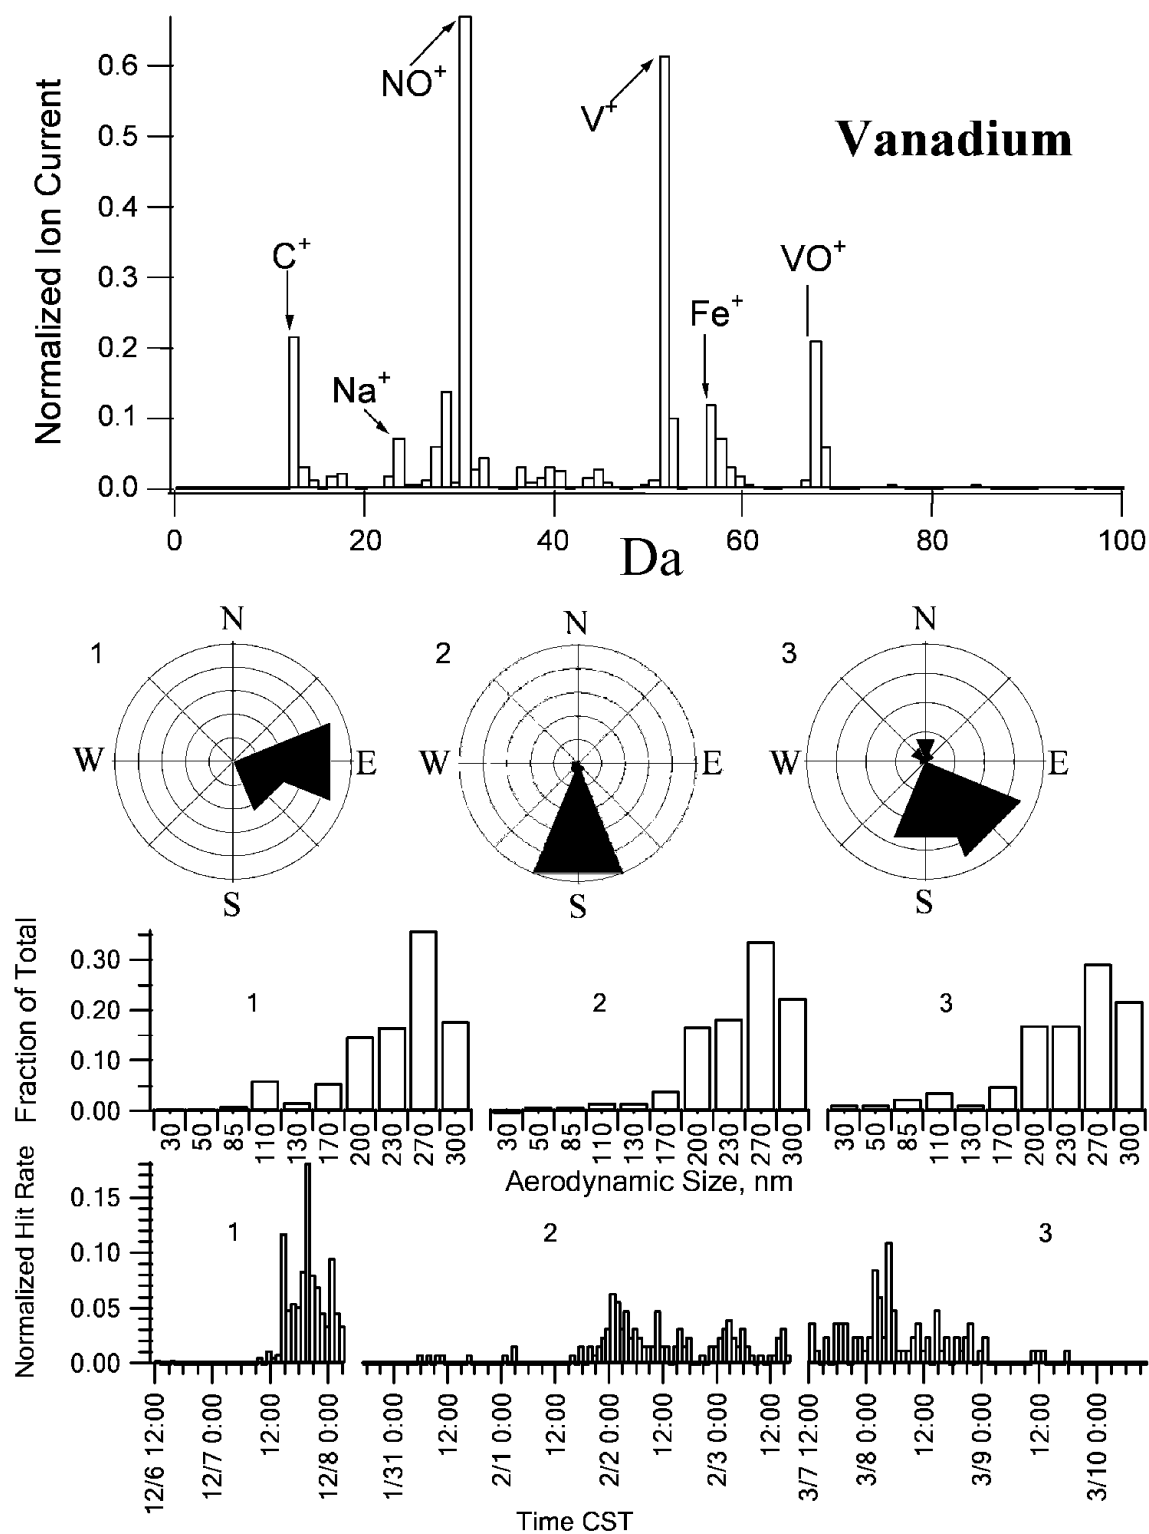 Vanadium
Normalized Ion Current
0.6
0.5
0.4
0.3
0.2
0.1
0.0
C⁺
Na⁺
NO⁺
V⁺
Fe⁺
VO⁺
0 20 40 60 80 100
Da
1 N W E S
2 N W E S
3 N W E S
Fraction of Total
0.30
0.20
0.10
0.00
1 2 3
30 50 85 110 130 170 200 230 270 300
30 50 85 110 130 170 200 230 270 300
30 50 85 110 130 170 200 230 270 300
Aerodynamic Size, nm
Normalized Hit Rate
0.15
0.10
0.05
0.00
1 2 3
12/6 12:00
12/7 0:00
12:00
12/8 0:00
1/31 0:00
12:00
2/1 0:00
12:00
2/2 0:00
12:00
2/3 0:00
12:00
3/7 12:00
3/8 0:00
12:00
3/9 0:00
12:00
3/10 0:00
Time CST